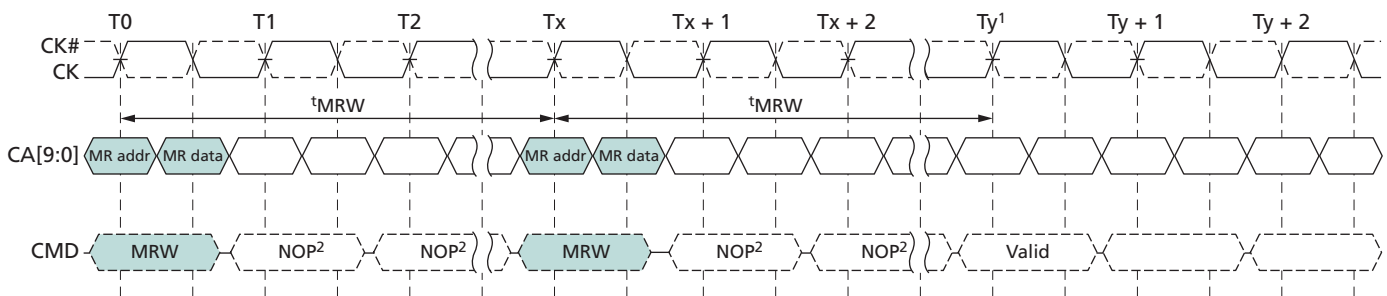 T0 T1 T2 Tx Tx + 1 Tx + 2 Ty¹ Ty + 1 Ty + 2
CK#
CK
ᵗMRW ᵗMRW
CA[9:0] MR addr MR data MR addr MR data
CMD MRW NOP² NOP² MRW NOP² NOP² Valid